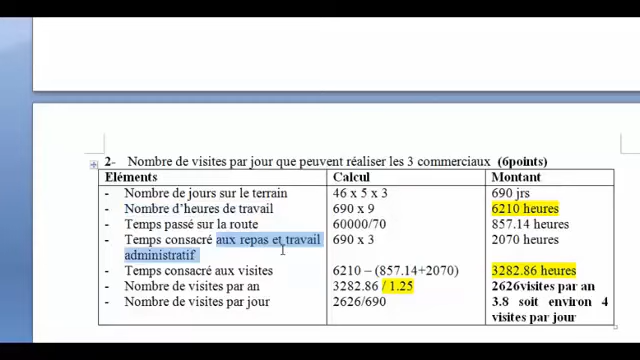 2- Nombre de visites par jour que peuvent réaliser les 3 commerciaux (6points)
Eléments Calcul Montant
- Nombre de jours sur le terrain 46 x 5 x 3 690 jrs
- Nombre d'heures de travail 690 x 9 6210 heures
- Temps passé sur la route 60000/70 857.14 heures
- Temps consacré aux repas et travail 690 x 3 2070 heures
administratif
- Temps consacré aux visites 6210 – (857.14+2070) 3282.86 heures
- Nombre de visites par an 3282.86 / 1.25 2626visites par an
- Nombre de visites par jour 2626/690 3.8 soit environ 4
visites par jour